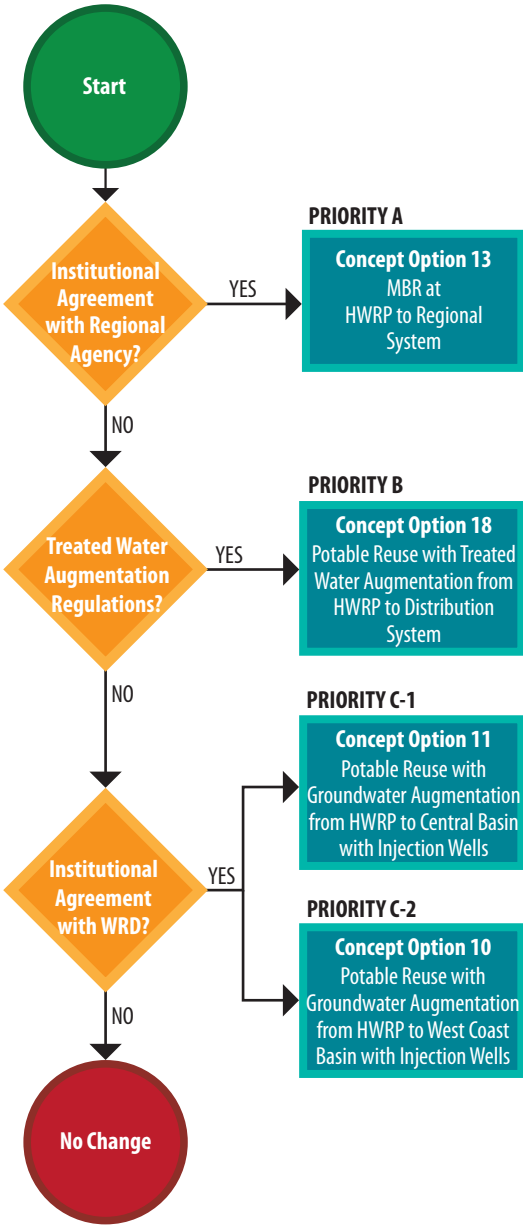 Start
Institutional
Agreement
with Regional
Agency?
YES
PRIORITY A
Concept Option 13
MBR at
HWRP to Regional
System
NO
Treated Water
Augmentation
Regulations?
YES
PRIORITY B
Concept Option 18
Potable Reuse with Treated
Water Augmentation from
HWRP to Distribution
System
NO
Institutional
Agreement
with WRD?
YES
PRIORITY C-1
Concept Option 11
Potable Reuse with
Groundwater Augmentation
from HWRP to Central Basin
with Injection Wells
PRIORITY C-2
Concept Option 10
Potable Reuse with
Groundwater Augmentation
from HWRP to West Coast
Basin with Injection Wells
NO
No Change